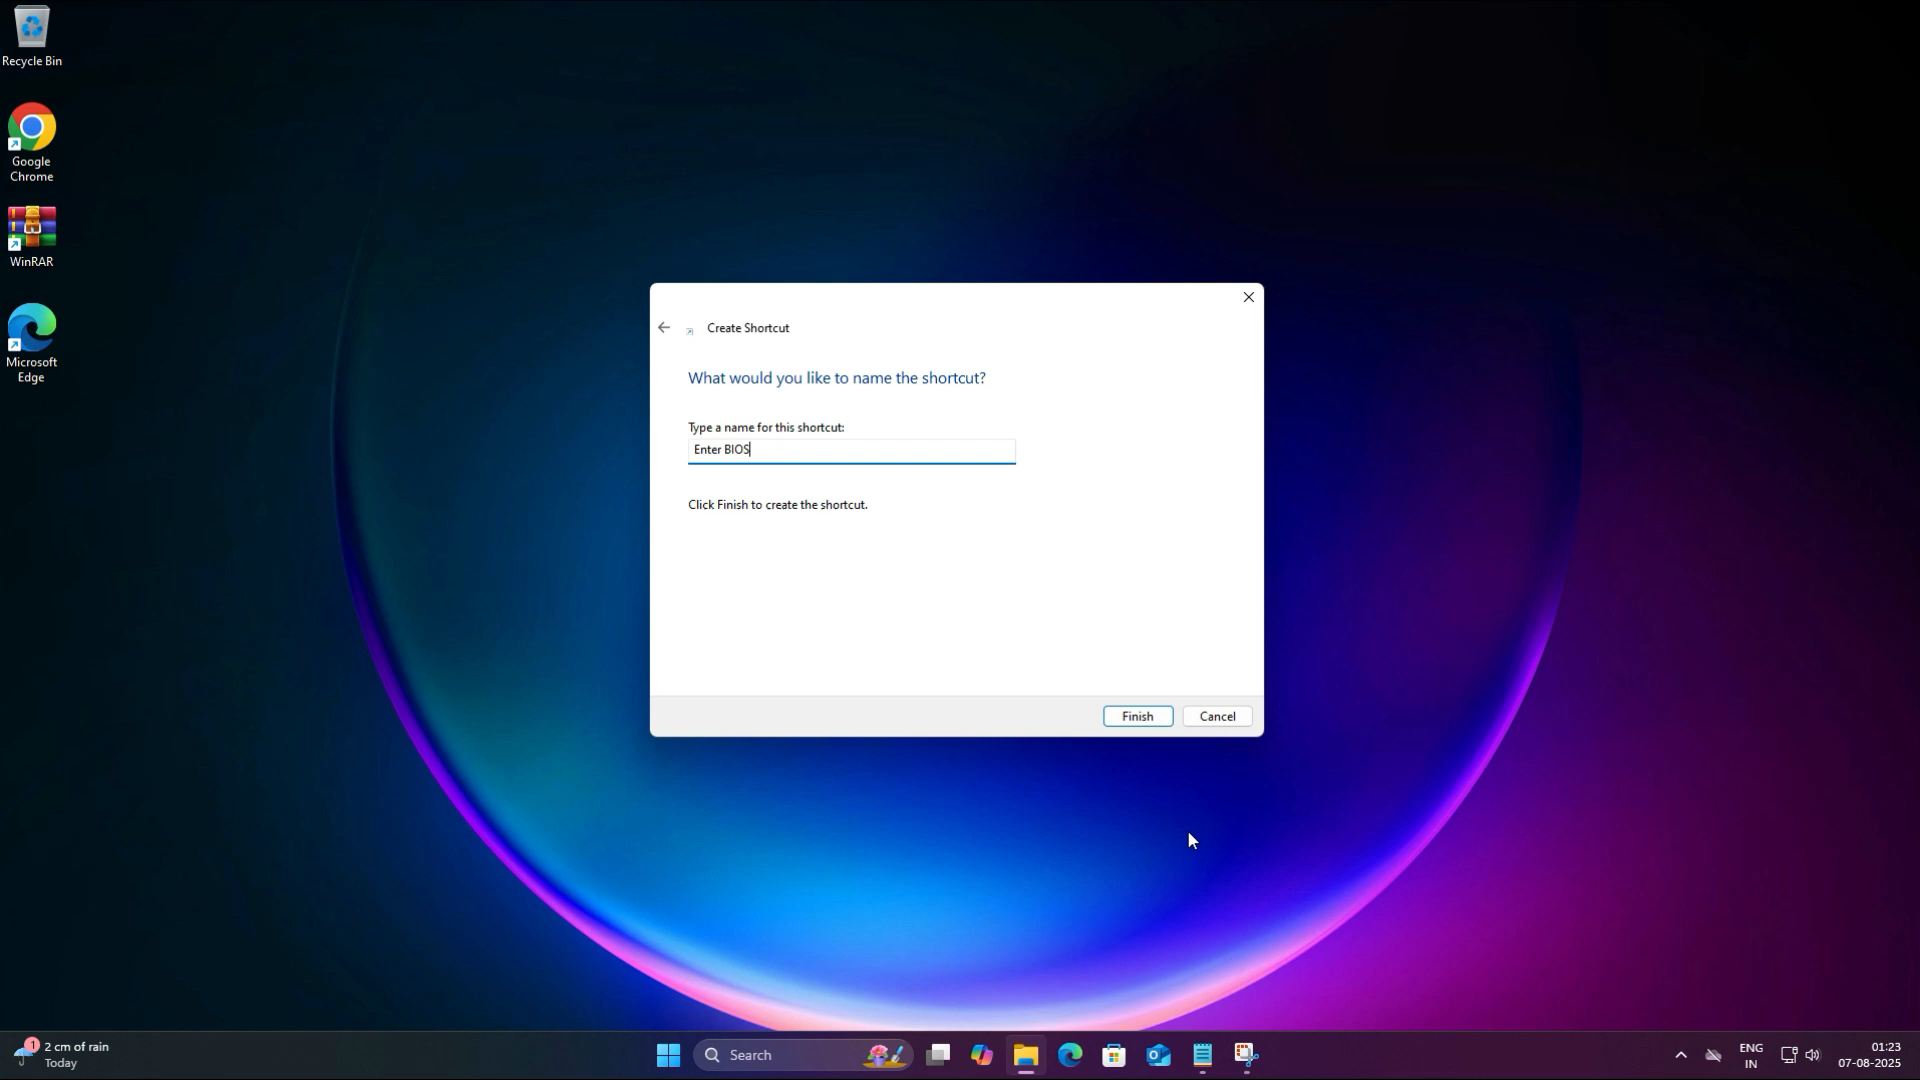 Recycle Bin
Google
Chrome
WinRAR
Microsoft
Edge
Create Shortcut
What would you like to name the shortcut?
Type a name for this shortcut:
Enter BIOS
Click Finish to create the shortcut.
Finish
Cancel
1
2 cm of rain
Today
Search
ENG
IN
01:23
07-08-2025